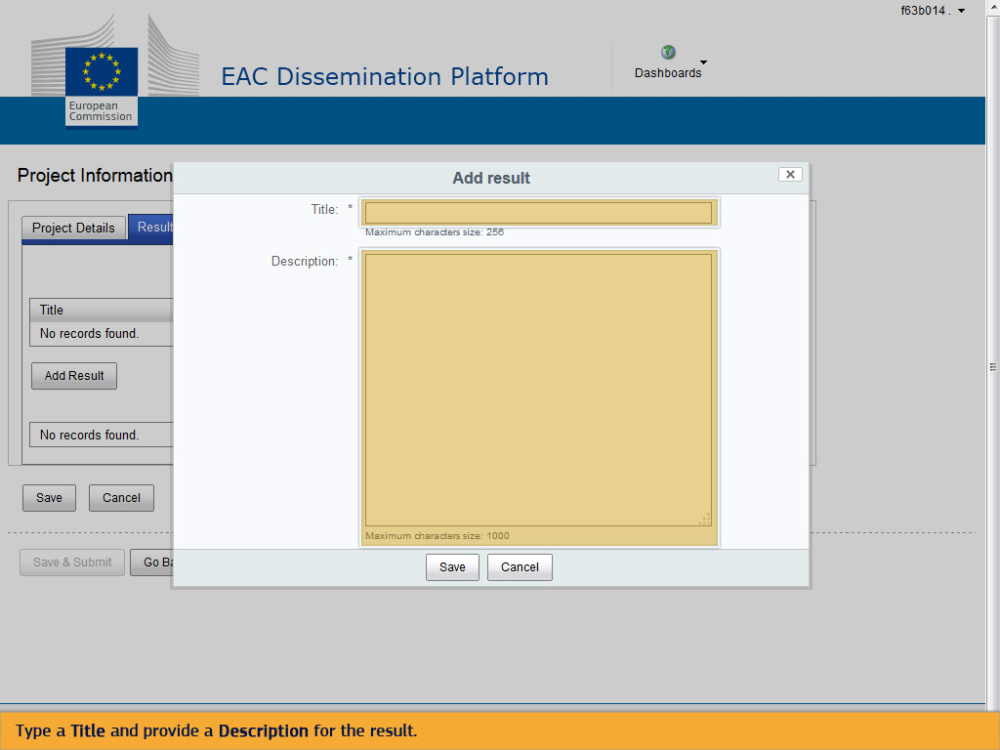 f63b014 .
EAC Dissemination Platform
Dashboards
European
Commission
Project Information
Add result
Project Details
Result
Title: *
Maximum characters size: 256
Description: *
Title
No records found.
Add Result
No records found.
Save
Cancel
Maximum characters size: 1000
Save & Submit
Go Ba
Save
Cancel
Type a Title and provide a Description for the result.